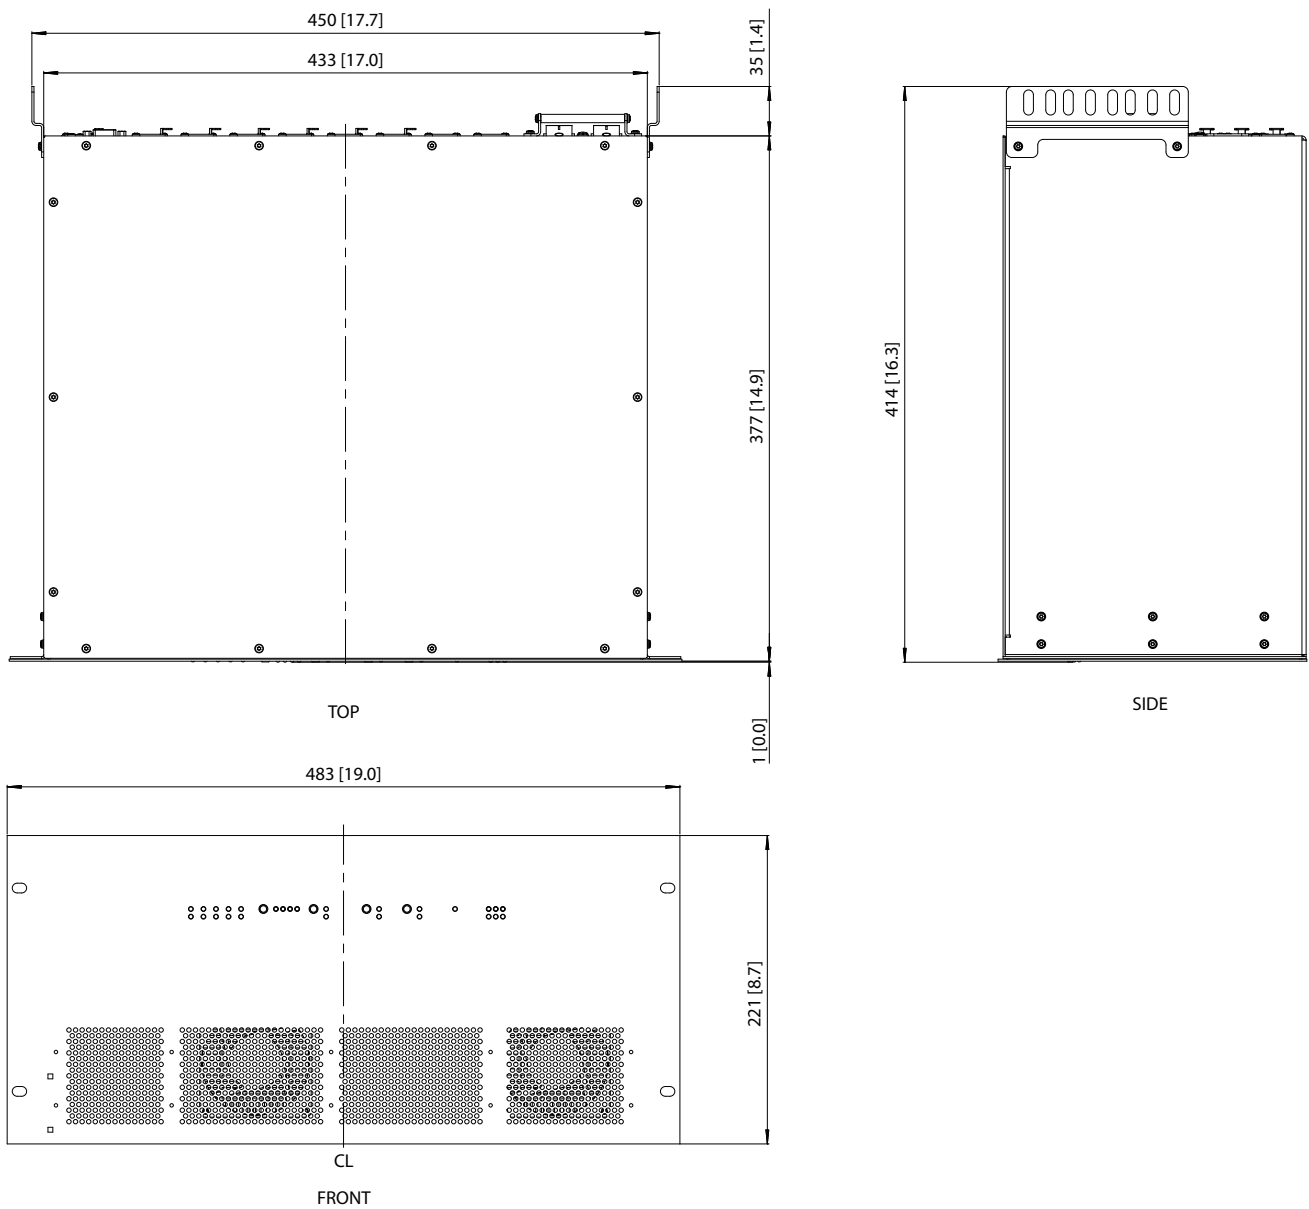 450 [17.7]
433 [17.0]
35 [1.4]
377 [14.9]
414 [16.3]
1 [0.0]
TOP
SIDE
483 [19.0]
221 [8.7]
CL
FRONT